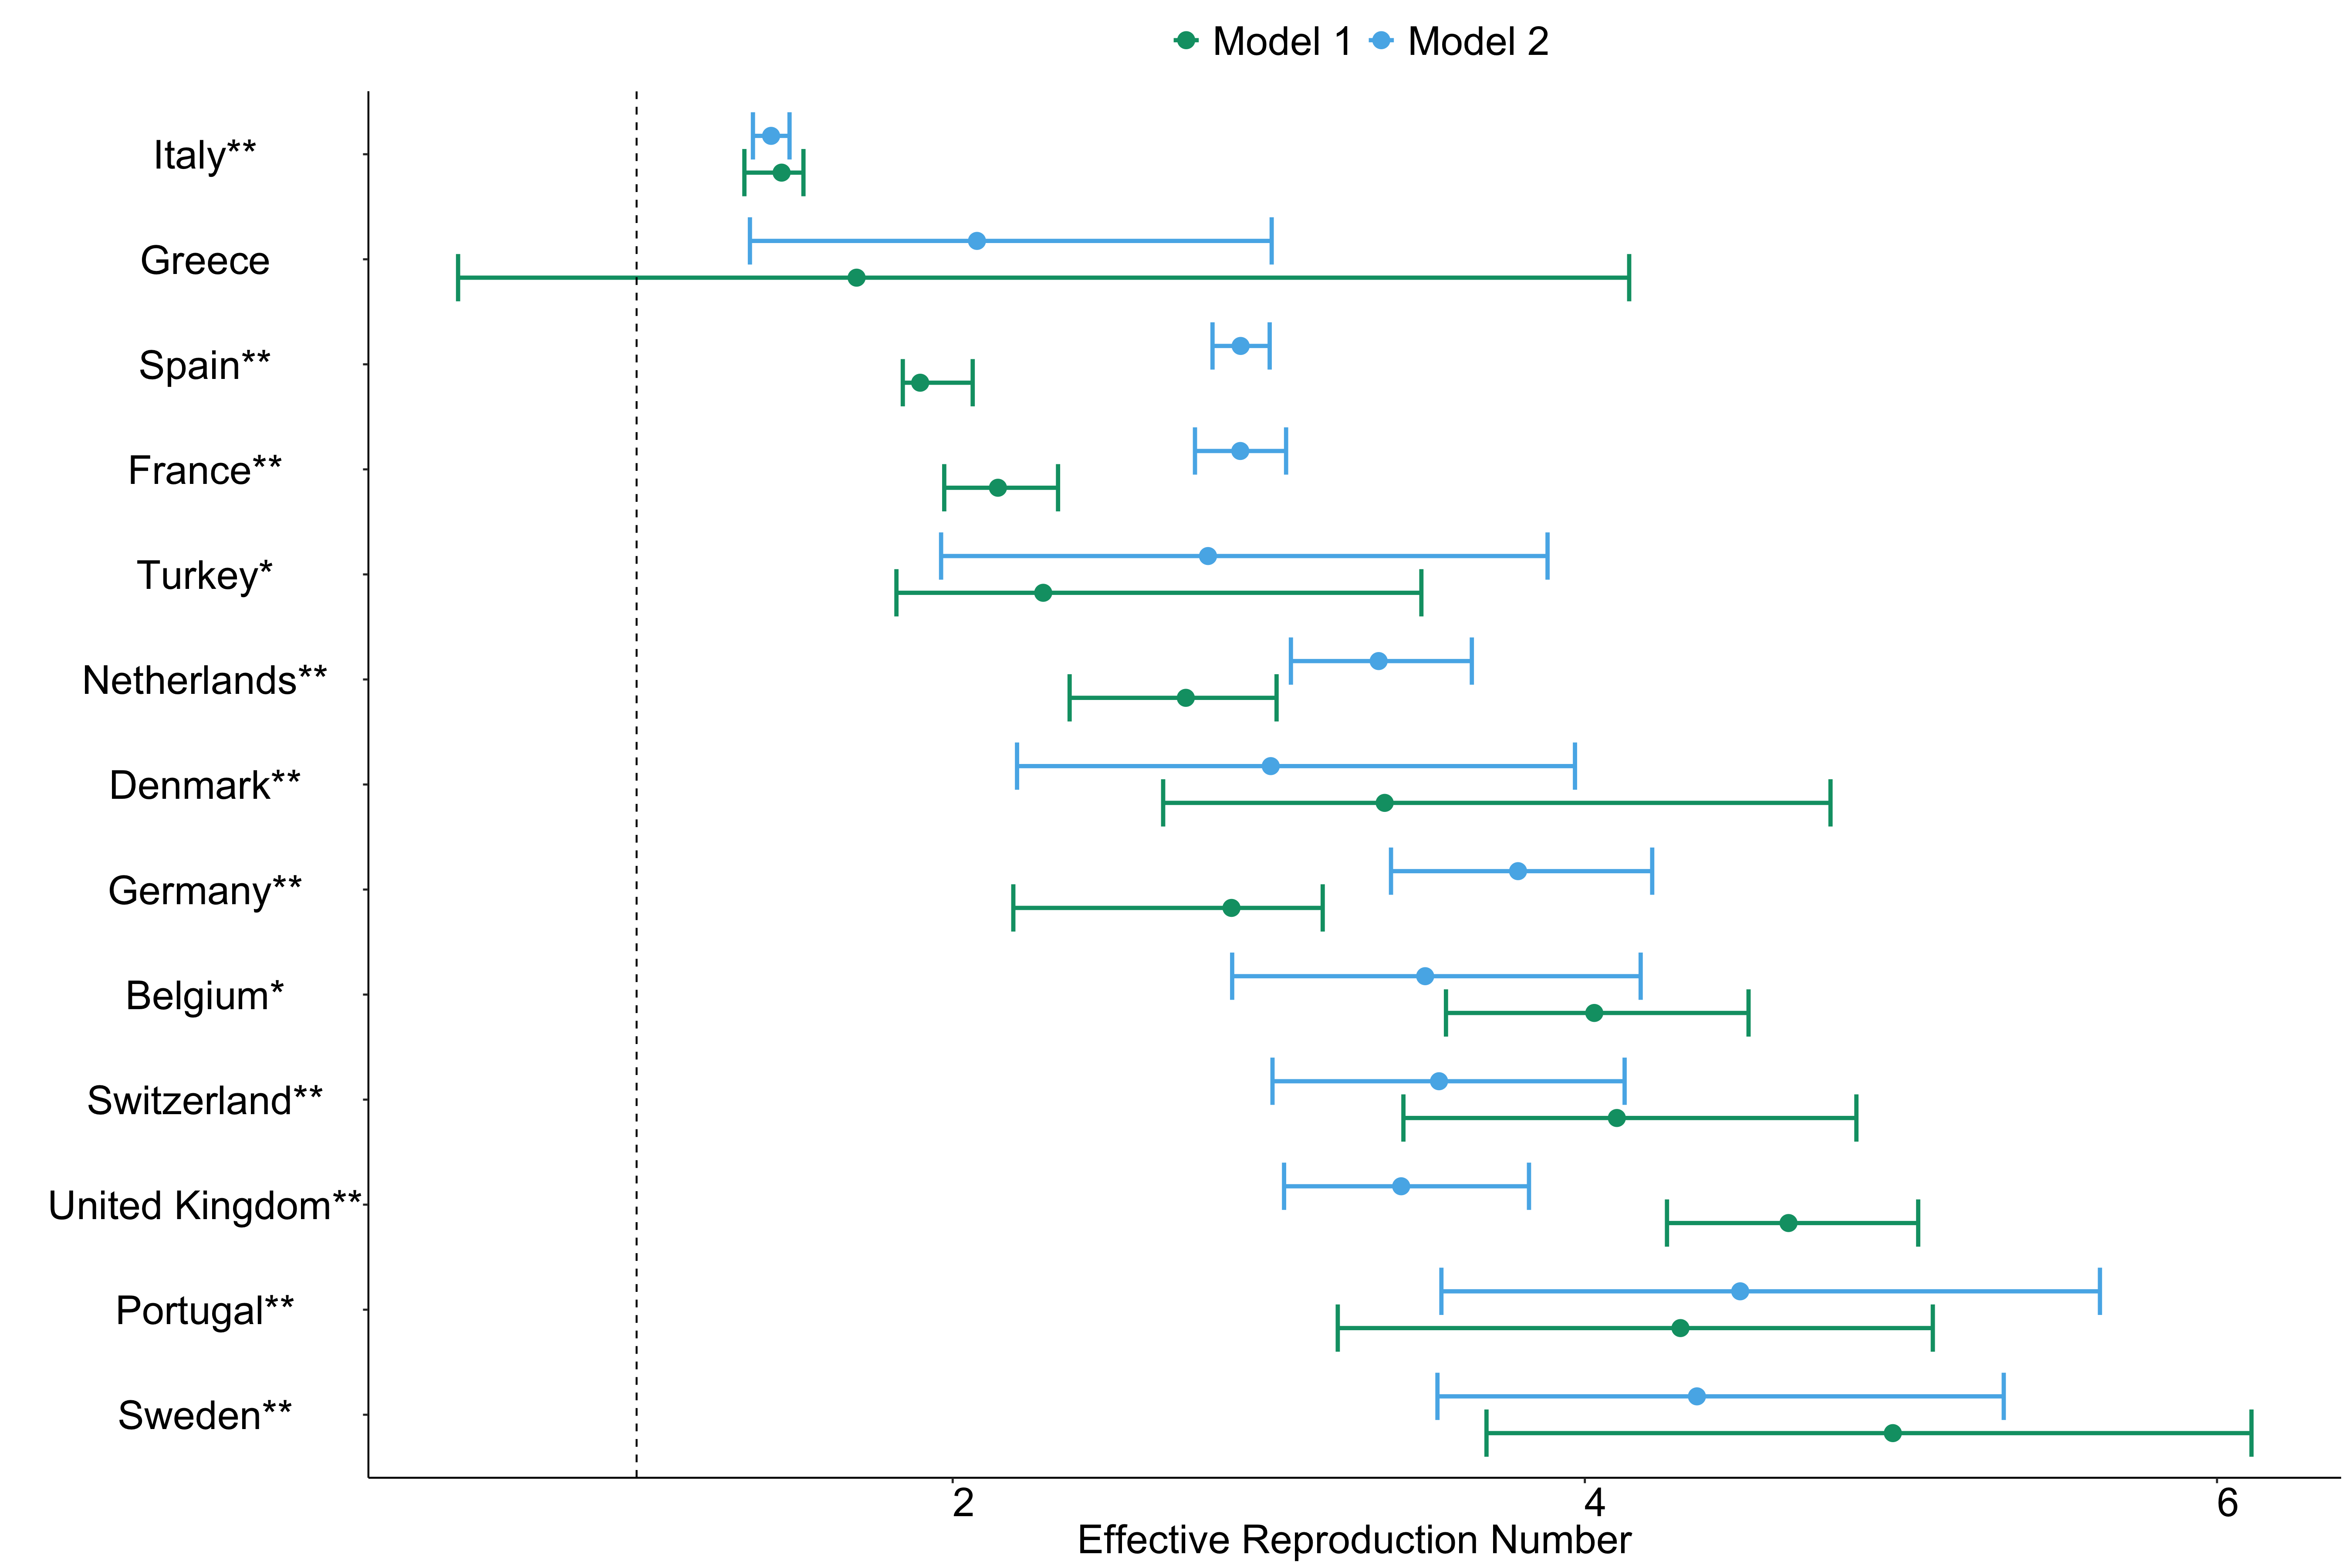 Model 1 Model 2
Italy**
Greece
Spain**
France**
Turkey*
Netherlands**
Denmark**
Germany**
Belgium*
Switzerland**
United Kingdom**
Portugal**
Sweden**
2 4 6
Effective Reproduction Number